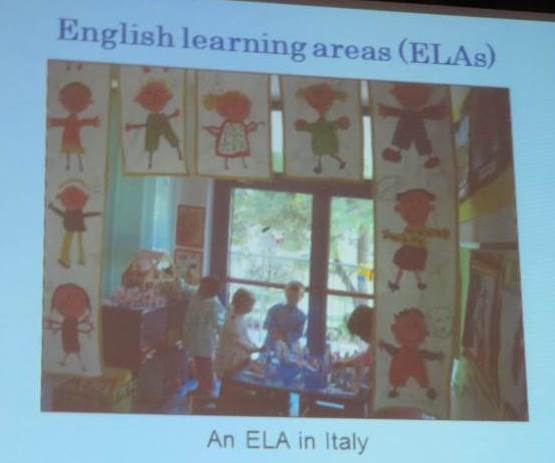 English learning areas (ELAs)
An ELA in Italy